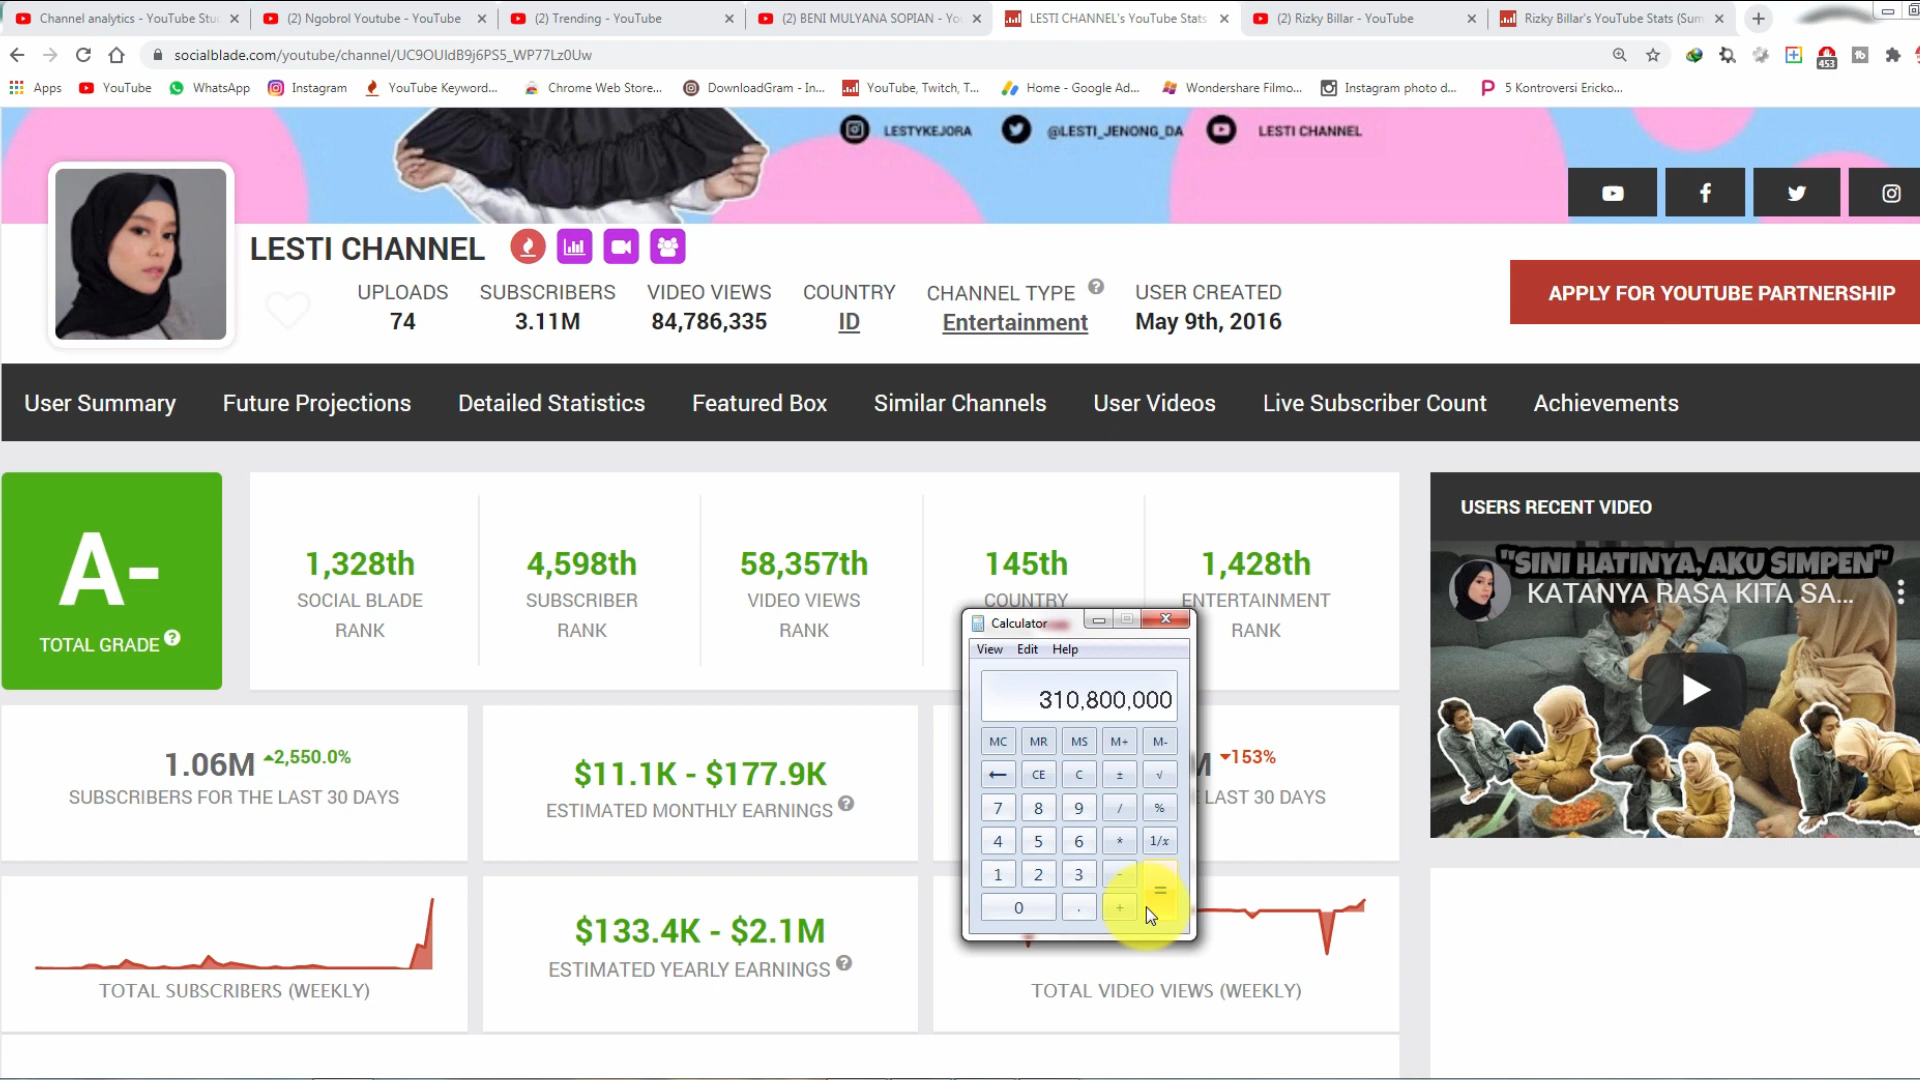 Channel analytics - YouTube Stu
(2) Ngobrol Youtube - YouTube
(2) Trending - YouTube
(2) BENI MULYANA SOPIAN - Yo
LESTI CHANNEL's YouTube Stats
(2) Rizky Billar - YouTube
Rizky Billar's YouTube Stats (Sum
socialblade.com/youtube/channel/UC9OUIdB9j6PS5_WP77Lz0Uw
453
Apps
YouTube
WhatsApp
Instagram
YouTube Keyword...
Chrome Web Store...
DownloadGram - In...
YouTube, Twitch, T...
Home - Google Ad...
Wondershare Filmo...
Instagram photo d...
5 Kontroversi Ericko...
LESTYKEJORA
@LESTI_JENONG_DA
LESTI CHANNEL
LESTI CHANNEL
UPLOADS
74
SUBSCRIBERS
3.11M
VIDEO VIEWS
84,786,335
COUNTRY
ID
CHANNEL TYPE
Entertainment
USER CREATED
May 9th, 2016
APPLY FOR YOUTUBE PARTNERSHIP
User Summary
Future Projections
Detailed Statistics
Featured Box
Similar Channels
User Videos
Live Subscriber Count
Achievements
A-
TOTAL GRADE
1,328th
SOCIAL BLADE
RANK
4,598th
SUBSCRIBER
RANK
58,357th
VIDEO VIEWS
RANK
145th
COUNTRY
1,428th
ENTERTAINMENT
RANK
USERS RECENT VIDEO
"SINI HATINYA, AKU SIMPEN"
KATANYA RASA KITA SA...
1.06M 2,550.0%
SUBSCRIBERS FOR THE LAST 30 DAYS
$11.1K - $177.9K
ESTIMATED MONTHLY EARNINGS
M 153%
LAST 30 DAYS
TOTAL SUBSCRIBERS (WEEKLY)
$133.4K - $2.1M
ESTIMATED YEARLY EARNINGS
TOTAL VIDEO VIEWS (WEEKLY)
Calculator
View Edit Help
310,800,000
MC MR MS M+ M-
← CE C ± √
7 8 9 / %
4 5 6 * 1/x
1 2 3 - =
0 . +